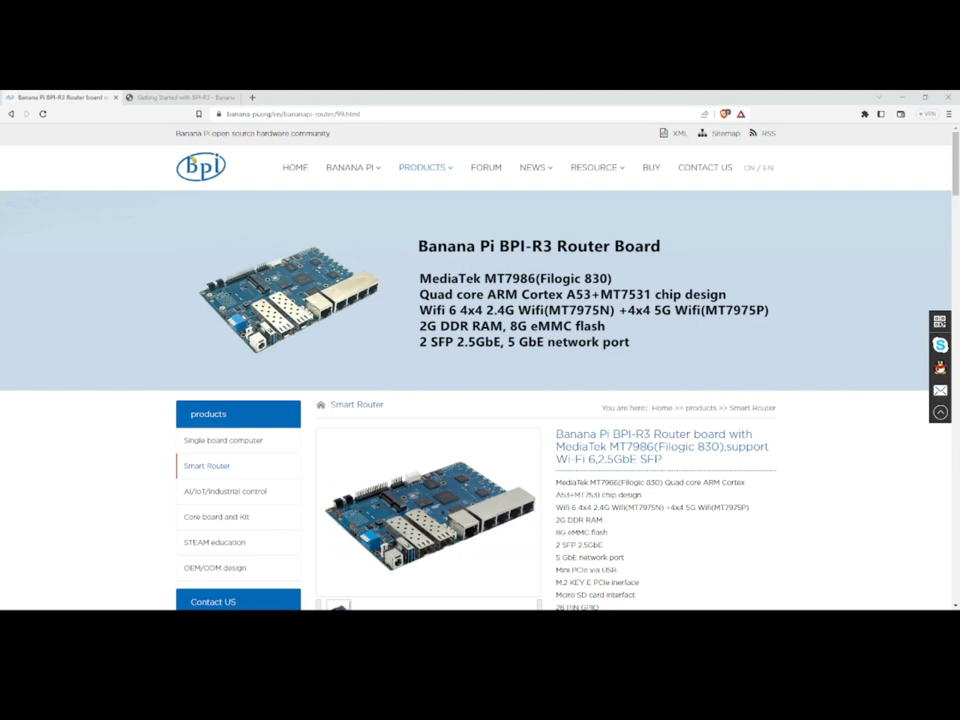 Banana Pi BPI-R3 Router board w
Getting Started with BPI-R3 - Banana
banana-pi.org/en/bananapi-router/99.html
VPN
Banana Pi open source hardware community
XML
Sitemap
RSS
bpi
HOME
BANANA PI
PRODUCTS
FORUM
NEWS
RESOURCE
BUY
CONTACT US
CN / EN
Banana Pi BPI-R3 Router Board
MediaTek MT7986(Filogic 830)
Quad core ARM Cortex A53+MT7531 chip design
Wifi 6 4x4 2.4G Wifi(MT7975N) +4x4 5G Wifi(MT7975P)
2G DDR RAM, 8G eMMC flash
2 SFP 2.5GbE, 5 GbE network port
products
Single board computer
Smart Router
AI/IoT/Industrial control
Core board and Kit
STEAM education
OEM/ODM design
Contact US
Smart Router
You are here: Home >> products >> Smart Router
Banana Pi BPI-R3 Router board with
MediaTek MT7986(Filogic 830),support
Wi-Fi 6,2.5GbE SFP
MediaTek MT7986(Filogic 830) Quad core ARM Cortex
A53+MT7531 chip design
Wifi 6 4x4 2.4G Wifi(MT7975N) +4x4 5G Wifi(MT7975P)
2G DDR RAM
8G eMMC flash
2 SFP 2.5GbE
5 GbE network port
Mini PCIe via USB
M.2 KEY E PCIe inerface
Mciro SD card interfact
26 PIN GPIO